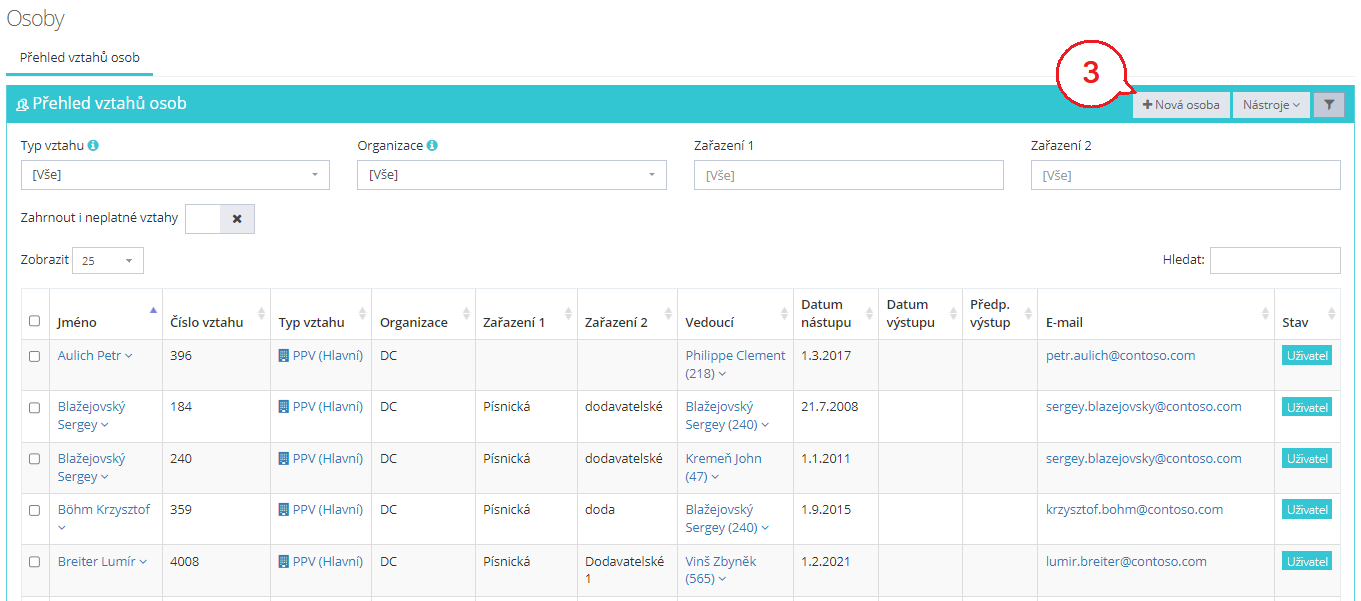 Osoby
Přehled vztahů osob
3
Přehled vztahů osob
Nová osoba Nástroje
Typ vztahu Organizace Zařazení 1 Zařazení 2
[Vše] [Vše] [Vše] [Vše]
Zahrnout i neplatné vztahy
Zobrazit 25 Hledat:
Jméno Číslo vztahu Typ vztahu Organizace Zařazení 1 Zařazení 2 Vedoucí Datum nástupu Datum výstupu Předp. výstup E-mail Stav
Aulich Petr 396 PPV (Hlavní) DC Philippe Clement (218) 1.3.2017 petr.aulich@contoso.com Uživatel
Blažejovský Sergey 184 PPV (Hlavní) DC Písnická dodavatelské Blažejovský Sergey (240) 21.7.2008 sergey.blazejovsky@contoso.com Uživatel
Blažejovský Sergey 240 PPV (Hlavní) DC Písnická dodavatelské Kremeň John (47) 1.1.2011 sergey.blazejovsky@contoso.com Uživatel
Böhm Krzysztof 359 PPV (Hlavní) DC Písnická doda Blažejovský Sergey (240) 1.9.2015 krzysztof.bohm@contoso.com Uživatel
Breiter Lumír 4008 PPV (Hlavní) DC Písnická Dodavatelské 1 Vinš Zbyněk (565) 1.2.2021 lumir.breiter@contoso.com Uživatel